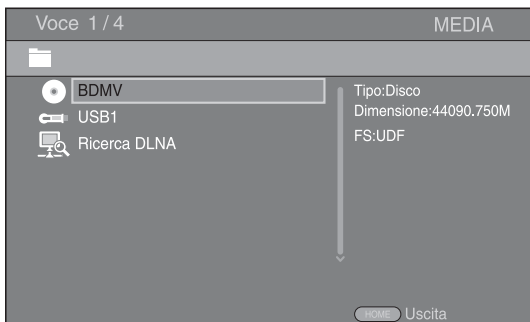 Voce 1/4 MEDIA
BDMV
USB1
Ricerca DLNA
Tipo:Disco
Dimensione:44090.750M
FS:UDF
HOME Uscita